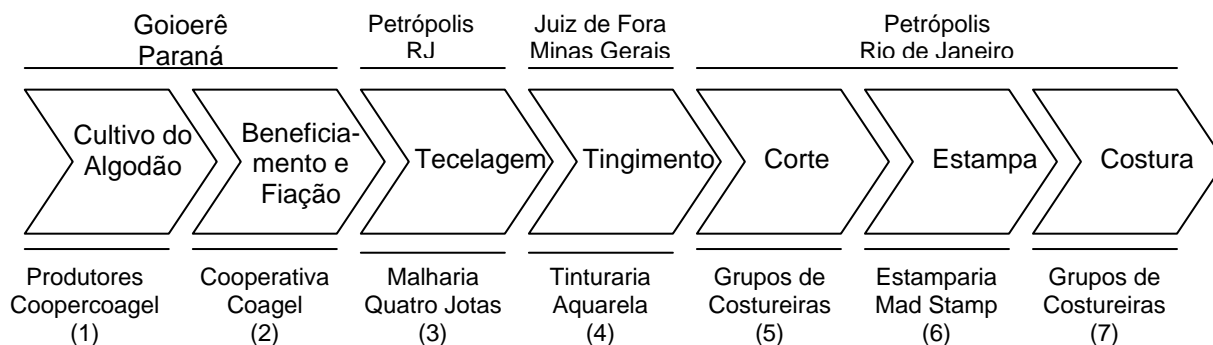 Goioerê
Paraná
Petrópolis
RJ
Juiz de Fora
Minas Gerais
Petrópolis
Rio de Janeiro
Cultivo do
Algodão
Beneficia-
mento e
Fiação
Tecelagem
Tingimento
Corte
Estampa
Costura
Produtores
Coopercoagel
(1)
Cooperativa
Coagel
(2)
Malharia
Quatro Jotas
(3)
Tinturaria
Aquarela
(4)
Grupos de
Costureiras
(5)
Estamparia
Mad Stamp
(6)
Grupos de
Costureiras
(7)